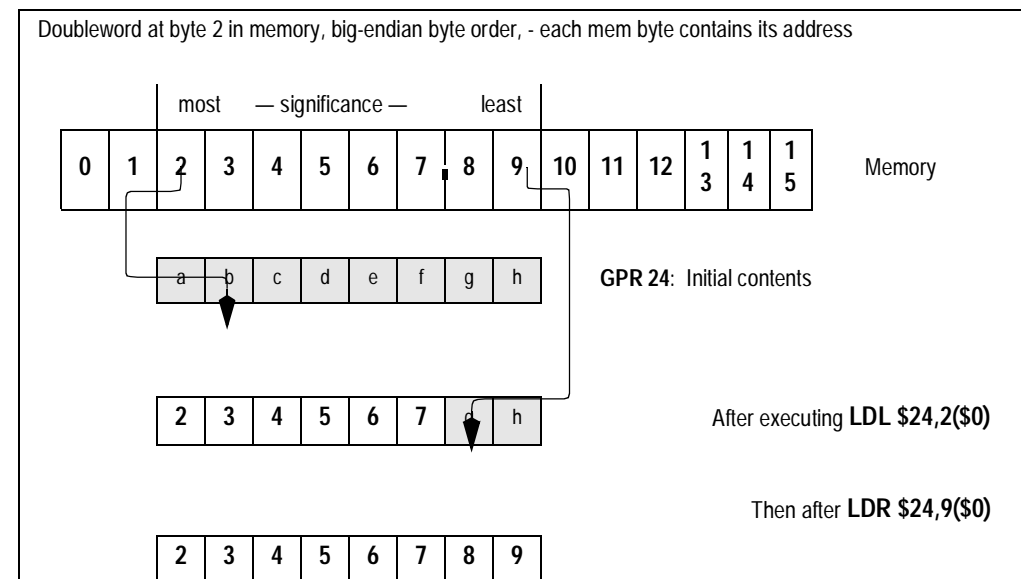 Doubleword at byte 2 in memory, big-endian byte order, - each mem byte contains its address
most — significance — least
0 1 2 3 4 5 6 7 8 9 10 11 12 13 14 15 Memory
a b c d e f g h GPR 24: Initial contents
2 3 4 5 6 7 g h After executing LDL $24,2($0)
Then after LDR $24,9($0)
2 3 4 5 6 7 8 9